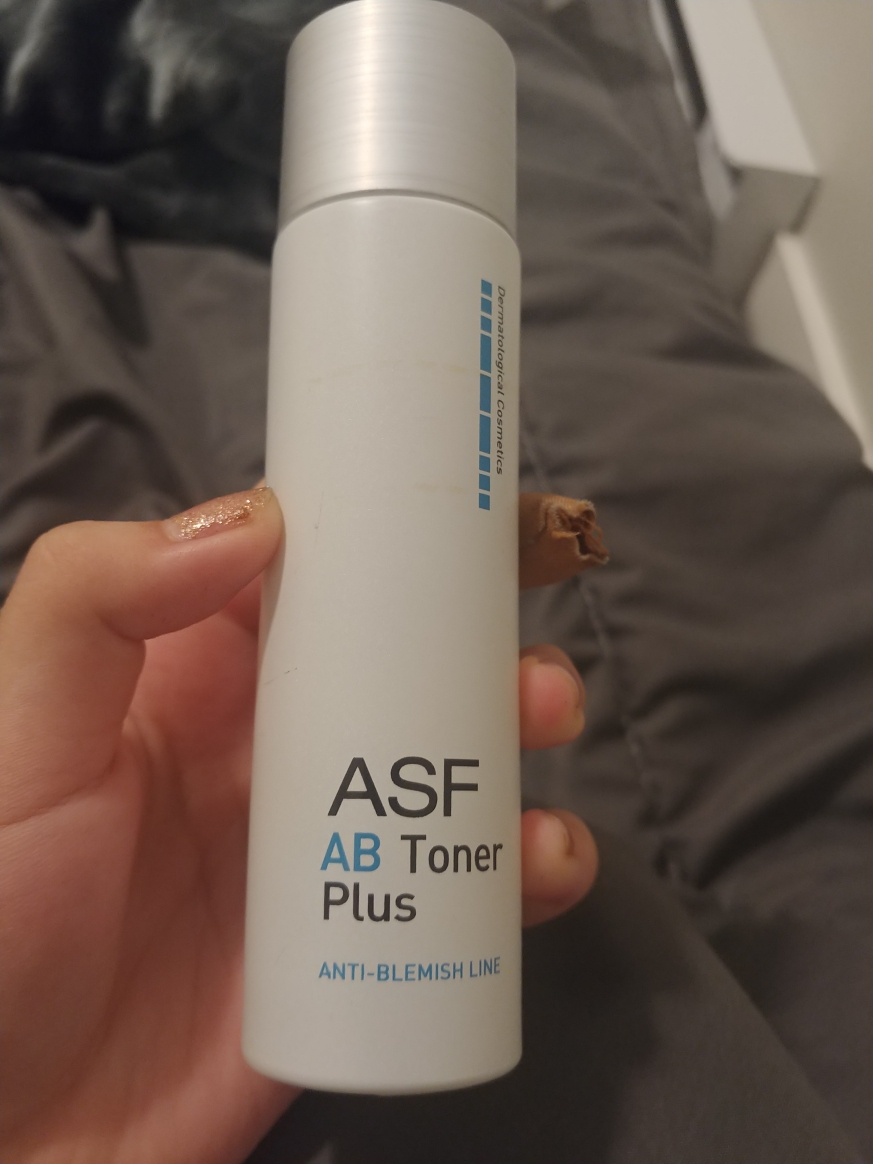 Dermatological Cosmetics
ASF
AB Toner
Plus
ANTI-BLEMISH LINE